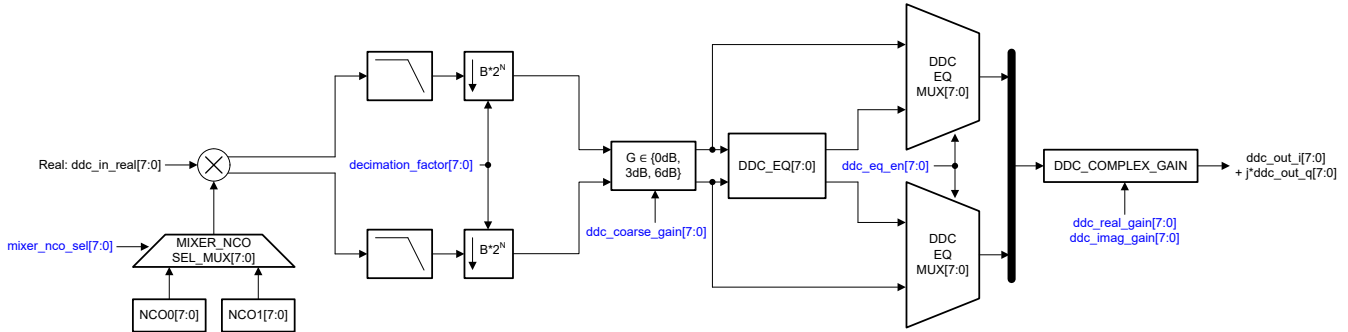 Real: ddc_in_real[7:0]
mixer_nco_sel[7:0]
MIXER_NCO
SEL_MUX[7:0]
NCO0[7:0]
NCO1[7:0]
B*2^N
decimation_factor[7:0]
B*2^N
G ∈ {0dB,
3dB, 6dB}
ddc_coarse_gain[7:0]
DDC_EQ[7:0]
DDC
EQ
MUX[7:0]
ddc_eq_en[7:0]
DDC
EQ
MUX[7:0]
DDC_COMPLEX_GAIN
ddc_real_gain[7:0]
ddc_imag_gain[7:0]
ddc_out_i[7:0]
+ j*ddc_out_q[7:0]